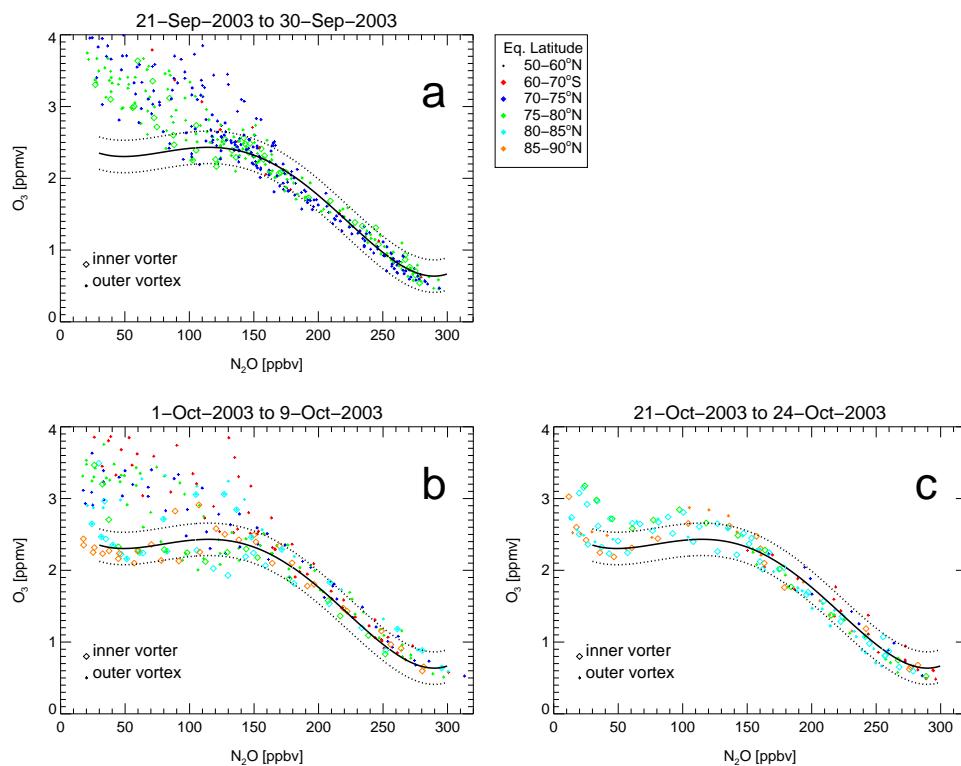 21−Sep−2003 to 30−Sep−2003
4
3
2
1
0
O3 [ppmv]
a
inner vorter
outer vortex
0 50 100 150 200 250 300
N2O [ppbv]
Eq. Latitude
50−60°N
60−70°S
70−75°N
75−80°N
80−85°N
85−90°N
1−Oct−2003 to 9−Oct−2003
4
3
2
1
0
O3 [ppmv]
b
inner vorter
outer vortex
0 50 100 150 200 250 300
N2O [ppbv]
21−Oct−2003 to 24−Oct−2003
4
3
2
1
0
O3 [ppmv]
c
inner vorter
outer vortex
0 50 100 150 200 250 300
N2O [ppbv]